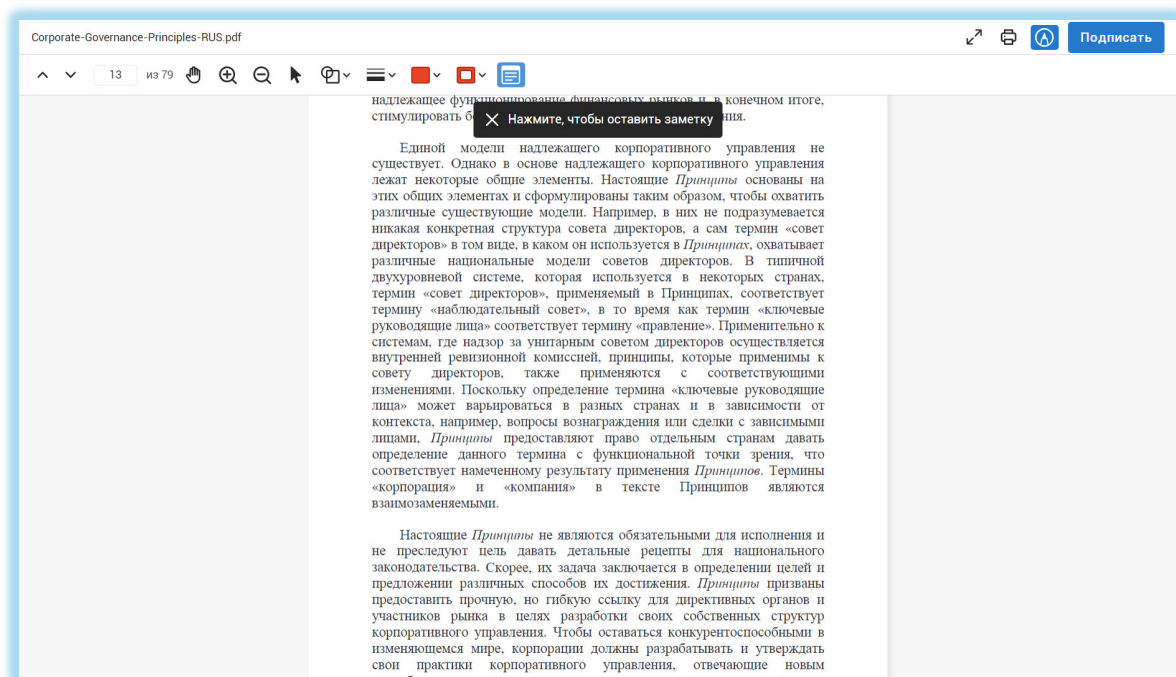 Corporate-Governance-Principles-RUS.pdf
Подписать
13 из 79
надлежащее функционирование финансовых рынков и, в конечном итоге,
стимулировать
ния.
Нажмите, чтобы оставить заметку
Единой модели надлежащего корпоративного управления не
существует. Однако в основе надлежащего корпоративного управления
лежат некоторые общие элементы. Настоящие Принципы основаны на
этих общих элементах и сформулированы таким образом, чтобы охватить
различные существующие модели. Например, в них не подразумевается
никакая конкретная структура совета директоров, а сам термин «совет
директоров» в том виде, в каком он используется в Принципах, охватывает
различные национальные модели советов директоров. В типичной
двухуровневой системе, которая используется в некоторых странах,
термин «совет директоров», применяемый в Принципах, соответствует
термину «наблюдательный совет», в то время как термин «ключевые
руководящие лица» соответствует термину «правление». Применительно к
системам, где надзор за унитарным советом директоров осуществляется
внутренней ревизионной комиссией, принципы, которые применимы к
совету директоров, также применяются с соответствующими
изменениями. Поскольку определение термина «ключевые руководящие
лица» может варьироваться в разных странах и в зависимости от
контекста, например, вопросы вознаграждения или сделки с зависимыми
лицами, Принципы предоставляют право отдельным странам давать
определение данного термина с функциональной точки зрения, что
соответствует намеченному результату применения Принципов. Термины
«корпорация» и «компания» в тексте Принципов являются
взаимозаменяемыми.
Настоящие Принципы не являются обязательными для исполнения и
не преследуют цель давать детальные рецепты для национального
законодательства. Скорее, их задача заключается в определении целей и
предложении различных способов их достижения. Принципы призваны
предоставить прочную, но гибкую ссылку для директивных органов и
участников рынка в целях разработки своих собственных структур
корпоративного управления. Чтобы оставаться конкурентоспособными в
изменяющемся мире, корпорации должны разрабатывать и утверждать
свои практики корпоративного управления, отвечающие новым